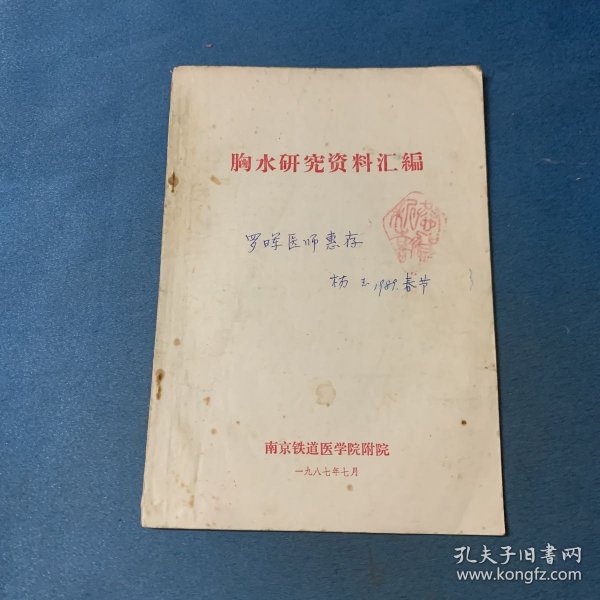 胸水研究资料汇编
罗晖医师惠存
杨志 1989.春节
南京铁道医学院附院
一九八七年七月
孔夫子旧书网
www.kongfz.com